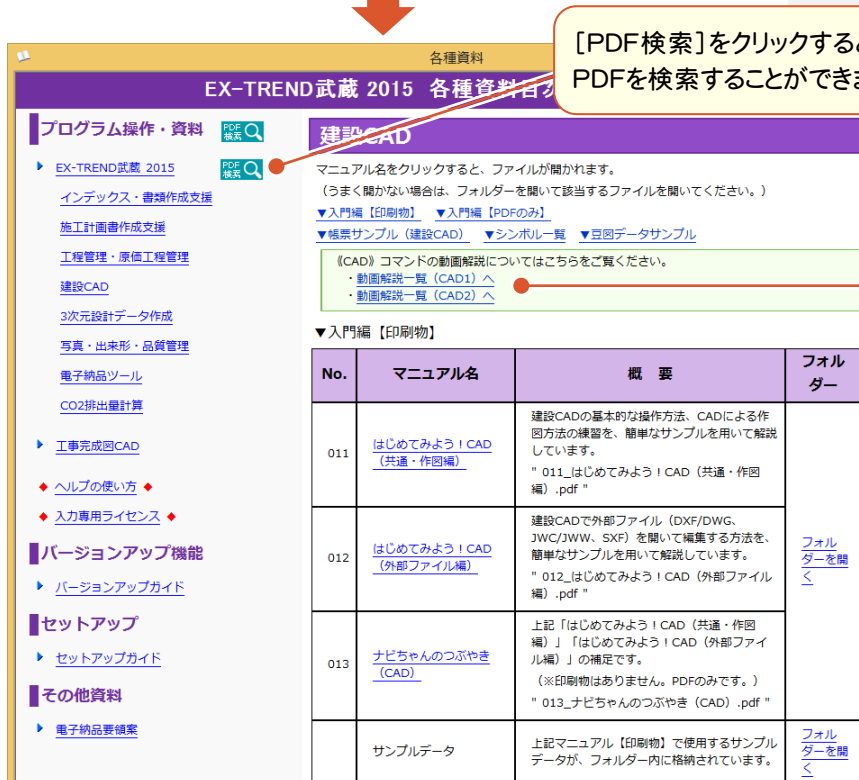 ［PDF検索］をクリックする
PDFを検索することができ
各種資料
EX-TREND武蔵 2015 各種資料目
プログラム操作・資料
PDF
検索
EX-TREND武蔵 2015
PDF
検索
インデックス・書類作成支援
施工計画書作成支援
工程管理・原価工程管理
建設CAD
3次元設計データ作成
写真・出来形・品質管理
電子納品ツール
CO2排出量計算
工事完成図CAD
◆ ヘルプの使い方 ◆
◆ 入力専用ライセンス ◆
バージョンアップ機能
バージョンアップガイド
セットアップ
セットアップガイド
その他資料
電子納品要領案
建設CAD
マニュアル名をクリックすると、ファイルが開かれます。
（うまく開かない場合は、フォルダーを開いて該当するファイルを開いてください。）
▼入門編【印刷物】 ▼入門編【PDFのみ】
▼帳票サンプル（建設CAD） ▼シンボル一覧 ▼豆図データサンプル
《CAD》コマンドの動画解説についてはこちらをご覧ください。
・動画解説一覧（CAD1）へ
・動画解説一覧（CAD2）へ
▼入門編【印刷物】
No. マニュアル名 概 要 フォル
ダー
011
はじめてみよう！CAD
（共通・作図編）
建設CADの基本的な操作方法、CADによる作
図方法の練習を、簡単なサンプルを用いて解説
しています。
" 011_はじめてみよう！CAD（共通・作図
編）.pdf "
012
はじめてみよう！CAD
（外部ファイル編）
建設CADで外部ファイル（DXF/DWG、
JWC/JWW、SXF）を開いて編集する方法を、
簡単なサンプルを用いて解説しています。
" 012_はじめてみよう！CAD（外部ファイル
編）.pdf "
フォル
ダーを開
く
013
ナビちゃんのつぶやき
（CAD）
上記「はじめてみよう！CAD（共通・作図
編）」「はじめてみよう！CAD（外部ファイ
ル編）」の補足です。
（※印刷物はありません。PDFのみです。）
" 013_ナビちゃんのつぶやき（CAD）.pdf "
サンプルデータ
上記マニュアル【印刷物】で使用するサンプル
データが、フォルダー内に格納されています。
フォル
ダーを開
く